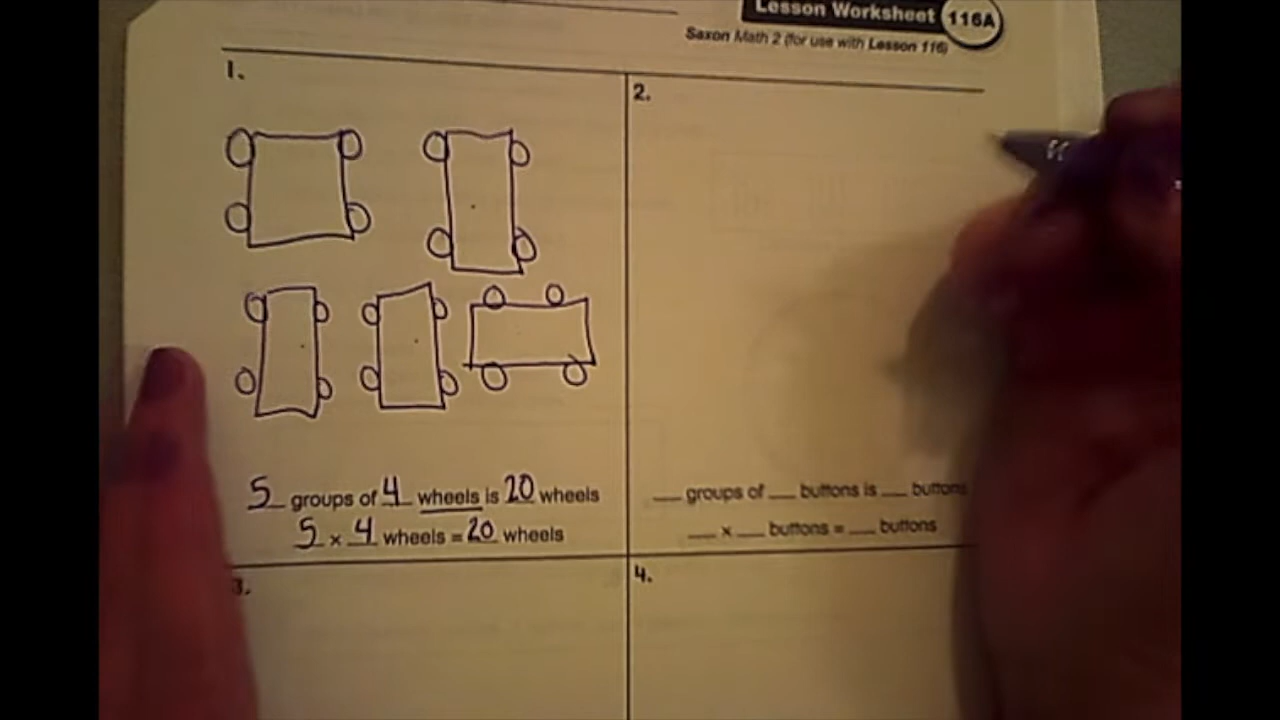 Lesson Worksheet 116A
Saxon Math 2 (for use with Lesson 116)
1.
2.
5 groups of 4 wheels is 20 wheels
5 x 4 wheels = 20 wheels
___ groups of ___ buttons is ___ buttons
___ x ___ buttons = ___ buttons
3.
4.